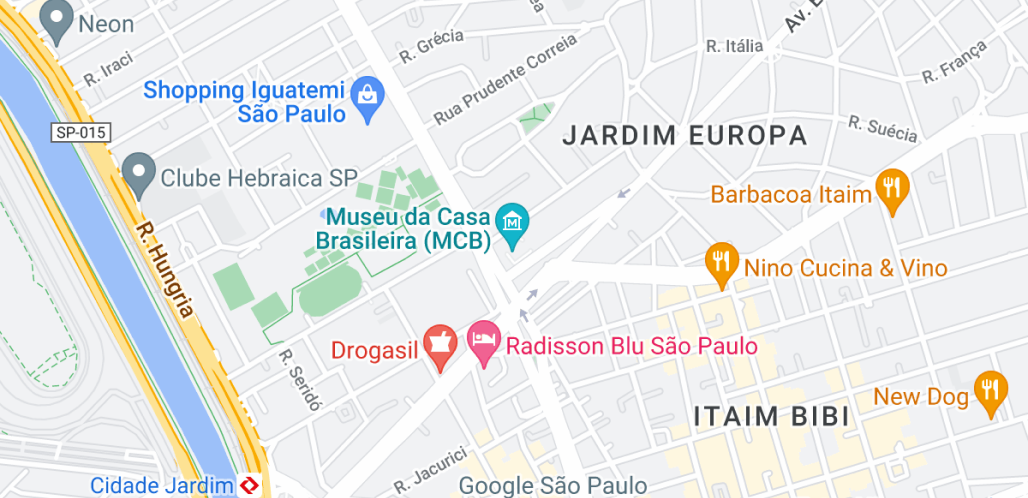 Neon
R. Iraci
R. Grécia
Rua Prudente Correia
R. Itália
Av. E
R. França
Shopping Iguatemi
São Paulo
SP-015
JARDIM EUROPA
R. Suécia
Clube Hebraica SP
Barbacoa Itaim
Museu da Casa
Brasileira (MCB)
M
R. Hungria
Nino Cucina & Vino
Drogasil
Radisson Blu São Paulo
R. Seridó
New Dog
ITAIM BIBI
R. Jacurici
Cidade Jardim
Google São Paulo